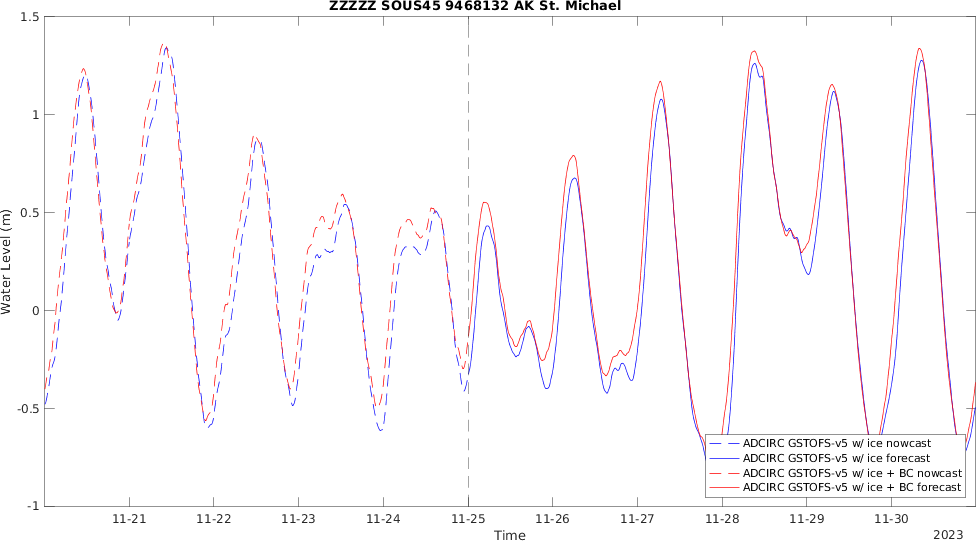 ZZZZZ SOUS45 9468132 AK St. Michael
Water Level (m)
1.5
1
0.5
0
-0.5
-1
11-21
11-22
11-23
11-24
11-25
11-26
11-27
11-28
11-29
11-30
Time
2023
ADCIRC GSTOFS-v5 w/ ice nowcast
ADCIRC GSTOFS-v5 w/ ice forecast
ADCIRC GSTOFS-v5 w/ ice + BC nowcast
ADCIRC GSTOFS-v5 w/ ice + BC forecast